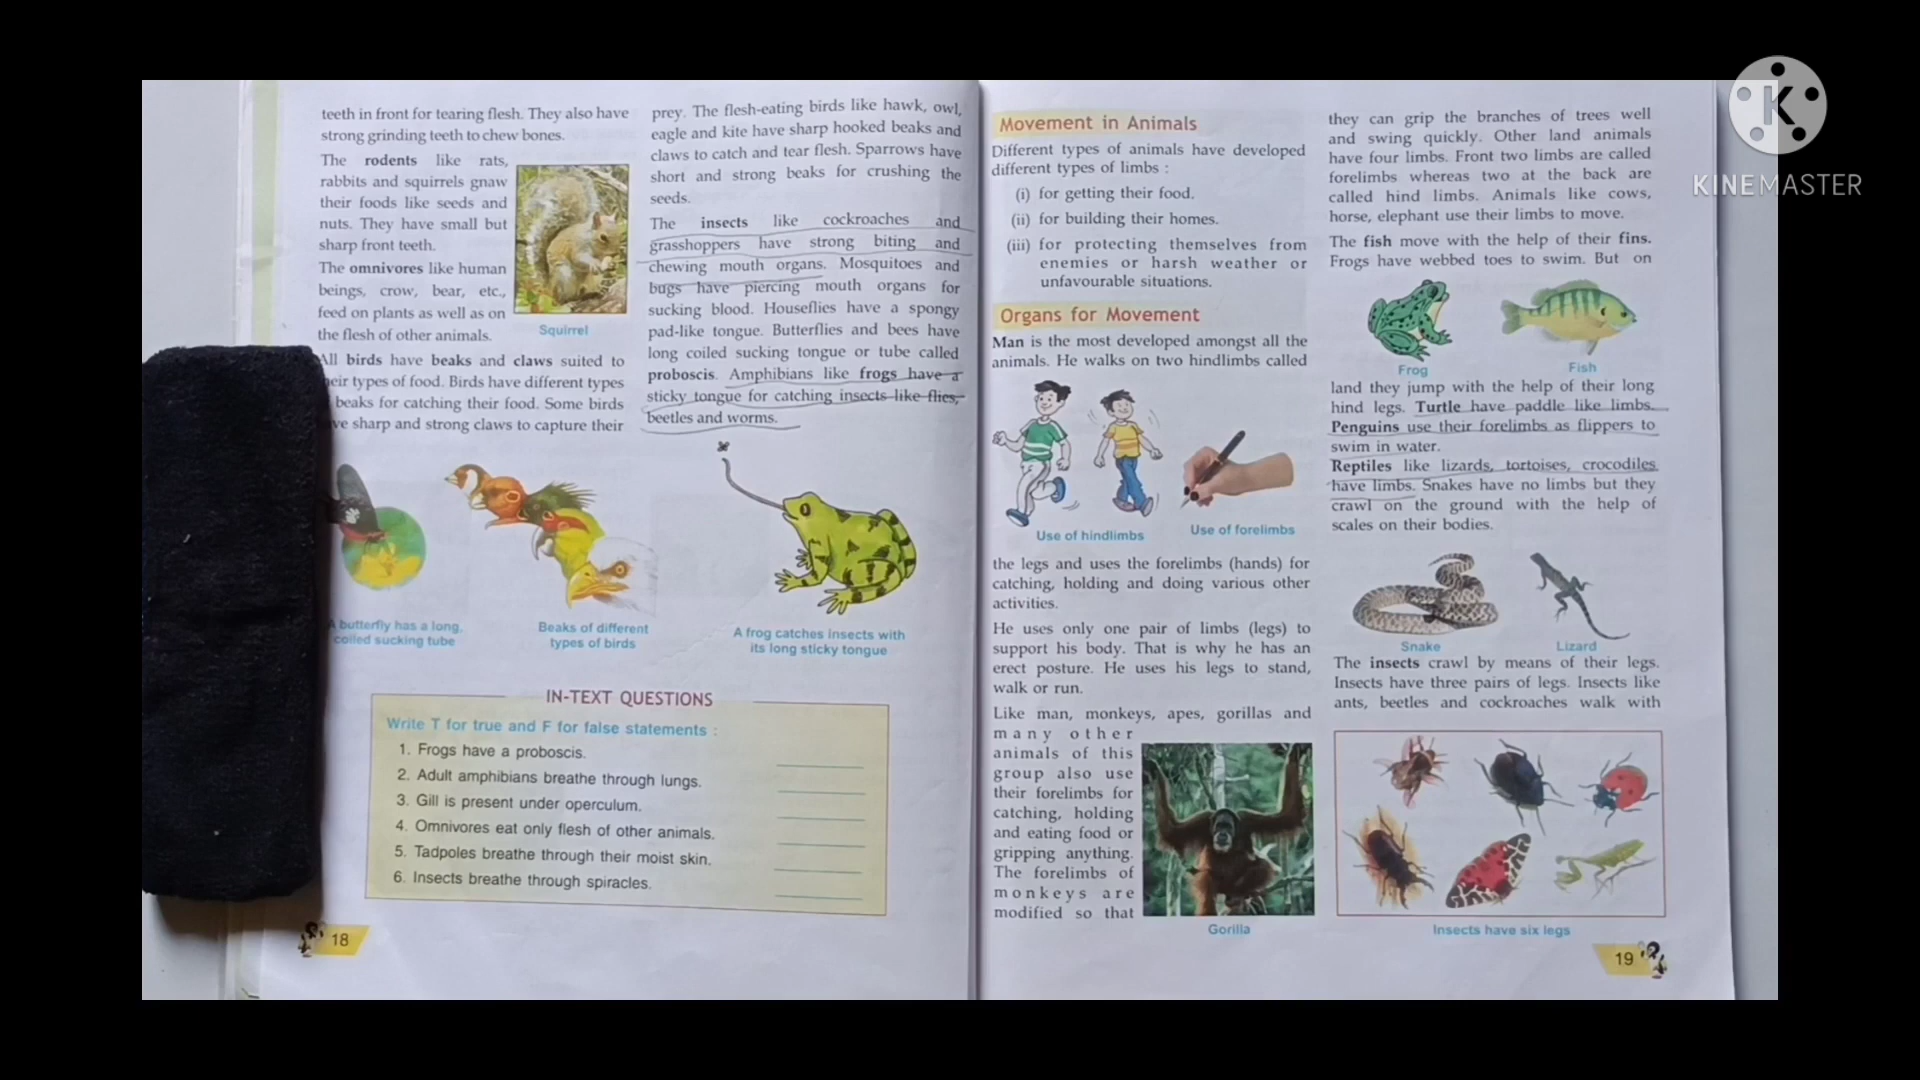 teeth in front for tearing flesh. They also have
strong grinding teeth to chew bones.
The rodents like rats,
rabbits and squirrels gnaw
their foods like seeds and
nuts. They have small but
sharp front teeth.
The omnivores like human
beings, crow, bear, etc.,
feed on plants as well as on
the flesh of other animals.
Squirrel
All birds have beaks and claws suited to
their types of food. Birds have different types
beaks for catching their food. Some birds
sharp and strong claws to capture their
prey. The flesh-eating birds like hawk, owl,
eagle and kite have sharp hooked beaks and
claws to catch and tear flesh. Sparrows have
short and strong beaks for crushing the
seeds.
The insects like cockroaches and
grasshoppers have strong biting and
chewing mouth organs. Mosquitoes and
bugs have piercing mouth organs for
sucking blood. Houseflies have a spongy
pad-like tongue. Butterflies and bees have
long coiled sucking tongue or tube called
proboscis. Amphibians like frogs have a
sticky tongue for catching insects like flies,
beetles and worms.
A butterfly has a long,
coiled sucking tube
Beaks of different
types of birds
A frog catches insects with
its long sticky tongue
IN-TEXT QUESTIONS
Write T for true and F for false statements :
1. Frogs have a proboscis.
2. Adult amphibians breathe through lungs.
3. Gill is present under operculum.
4. Omnivores eat only flesh of other animals.
5. Tadpoles breathe through their moist skin.
6. Insects breathe through spiracles.
18
Movement in Animals
Different types of animals have developed
different types of limbs :
(i) for getting their food.
(ii) for building their homes.
(iii) for protecting themselves from
enemies or harsh weather or
unfavourable situations.
Organs for Movement
Man is the most developed amongst all the
animals. He walks on two hindlimbs called
Use of hindlimbs
Use of forelimbs
the legs and uses the forelimbs (hands) for
catching, holding and doing various other
activities.
He uses only one pair of limbs (legs) to
support his body. That is why he has an
erect posture. He uses his legs to stand,
walk or run.
Like man, monkeys, apes, gorillas and
many other
animals of this
group also use
their forelimbs for
catching, holding
and eating food or
gripping anything.
The forelimbs of
monkeys are
modified so that
Gorilla
they can grip the branches of trees well
and swing quickly. Other land animals
have four limbs. Front two limbs are called
forelimbs whereas two at the back are
called hind limbs. Animals like cows,
horse, elephant use their limbs to move.
The fish move with the help of their fins.
Frogs have webbed toes to swim. But on
Frog
Fish
land they jump with the help of their long
hind legs. Turtle have paddle like limbs.
Penguins use their forelimbs as flippers to
swim in water.
Reptiles like lizards, tortoises, crocodiles
have limbs. Snakes have no limbs but they
crawl on the ground with the help of
scales on their bodies.
Snake
Lizard
The insects crawl by means of their legs.
Insects have three pairs of legs. Insects like
ants, beetles and cockroaches walk with
Insects have six legs
19
K
KINEMASTER